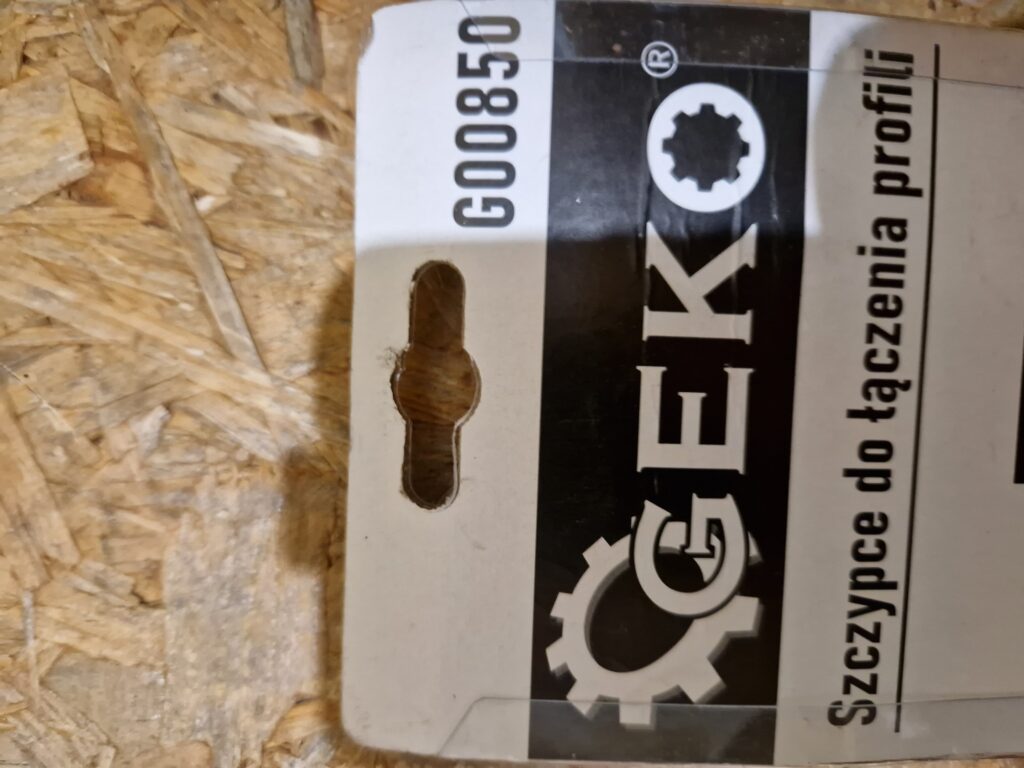 G00850
GEKO®
Szczypce do łączenia profili